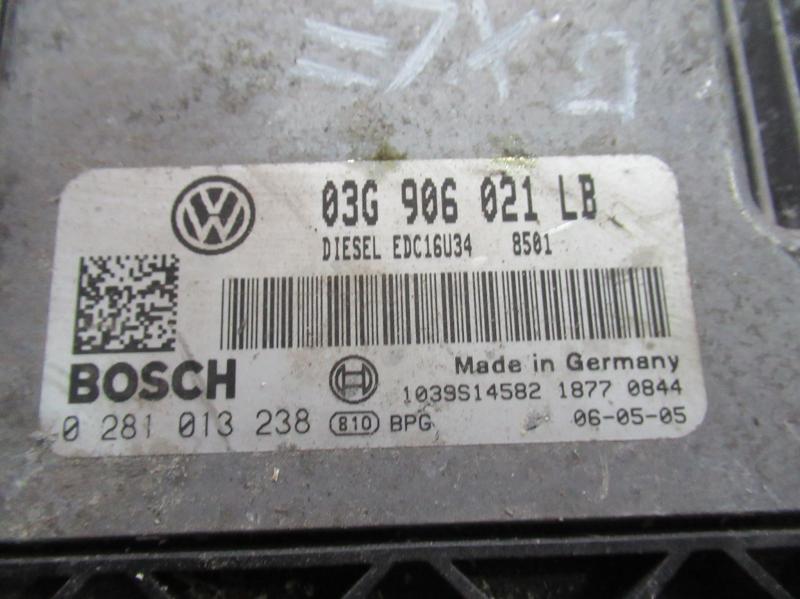 03G 906 021 LB
DIESEL EDC16U34 8501
BOSCH
Made in Germany
1039S14582 1877 0844
0 281 013 238 810 BPG 06-05-05